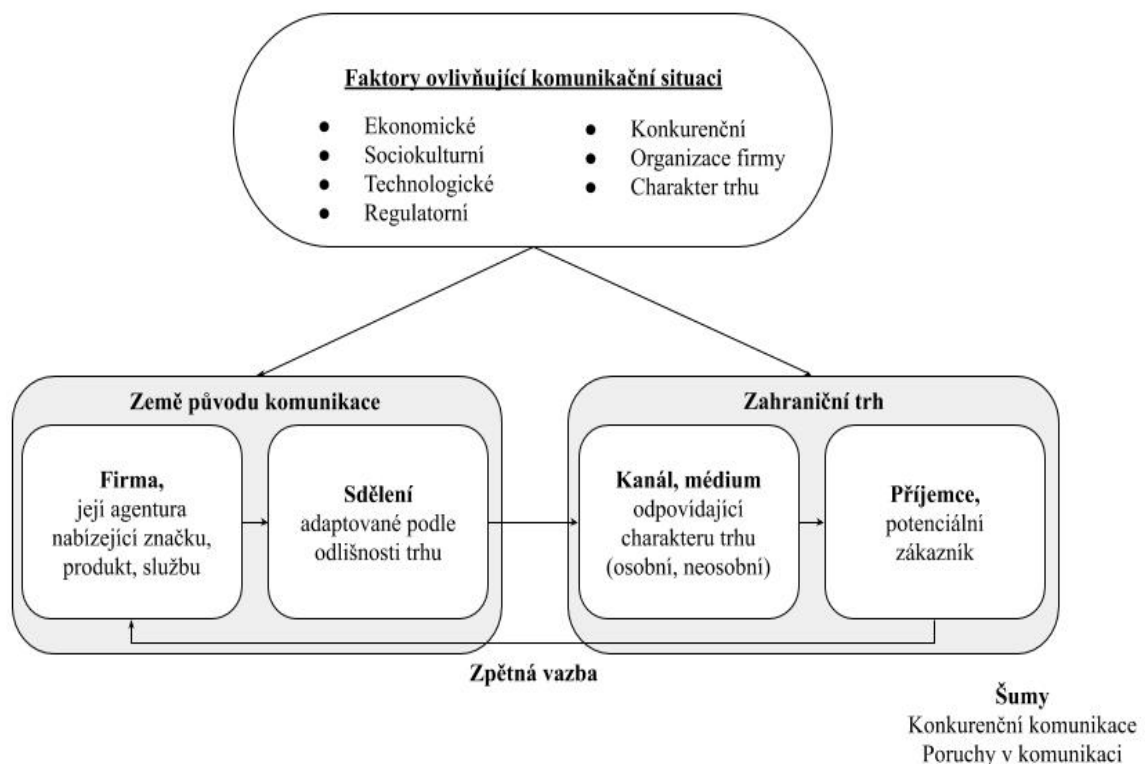 Faktory ovlivňující komunikační situaci
● Ekonomické
● Sociokulturní
● Technologické
● Regulatorní
● Konkurenční
● Organizace firmy
● Charakter trhu
Země původu komunikace
Firma,
její agentura
nabízející značku,
produkt, službu
Sdělení
adaptované podle
odlišnosti trhu
Zahraniční trh
Kanál, médium
odpovídající
charakteru trhu
(osobní, neosobní)
Příjemce,
potenciální
zákazník
Zpětná vazba
Šumy
Konkurenční komunikace
Poruchy v komunikaci